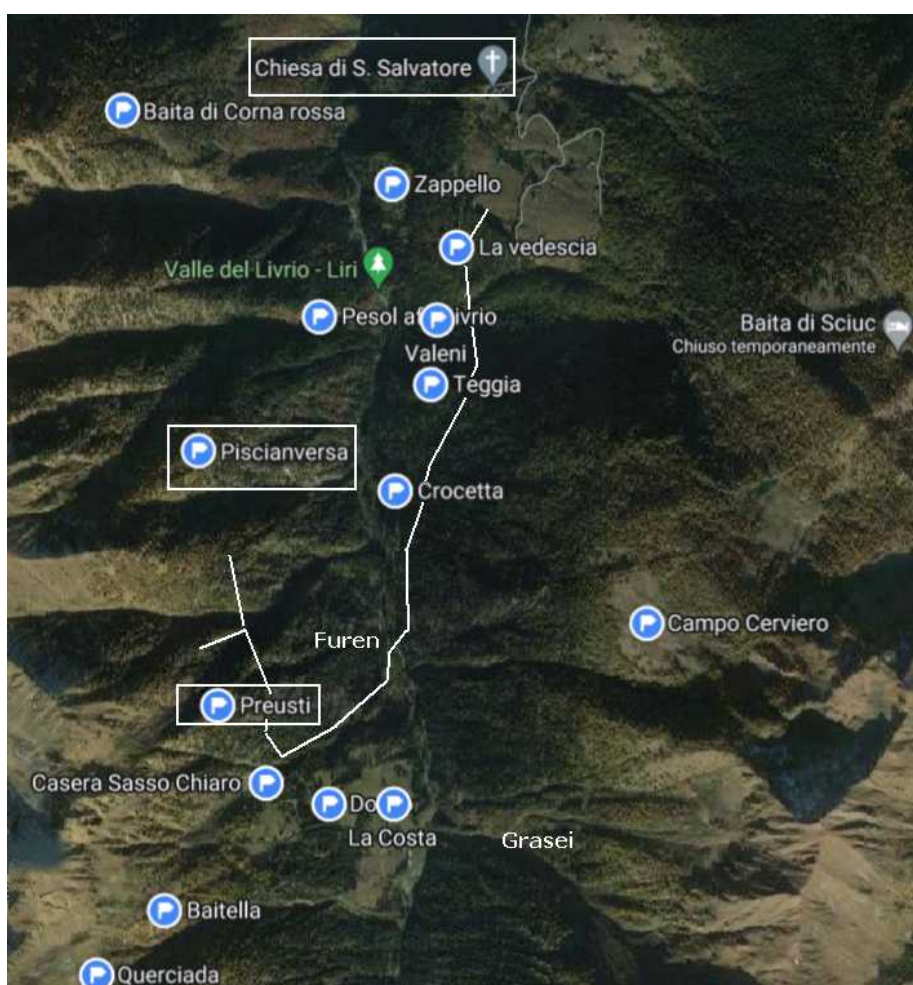 Chiesa di S. Salvatore
Baita di Corna rossa
Zappello
La vedescia
Valle del Livrio - Liri
Pesol
Valeni
Baita di Sciuc
Chiuso temporaneamente
Teggia
Piscianversa
Crocetta
Furen
Campo Cerviero
Preusti
Casera Sasso Chiaro
La Costa
Grasei
Baitella
Querciada